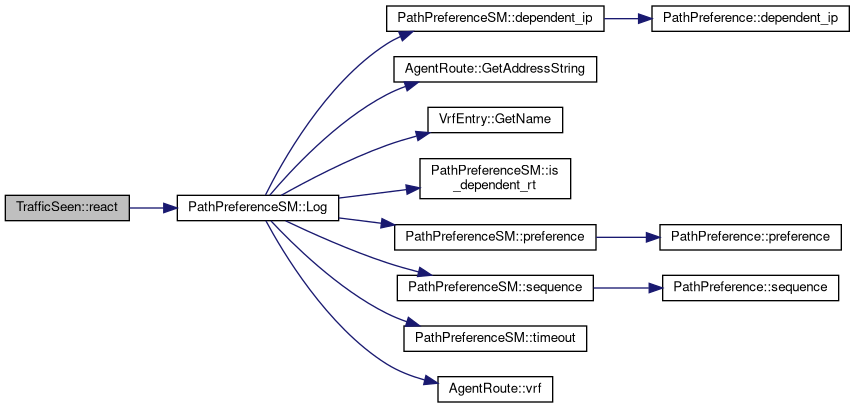 TrafficSeen::react
PathPreferenceSM::Log
PathPreferenceSM::dependent_ip
PathPreference::dependent_ip
AgentRoute::GetAddressString
VrfEntry::GetName
PathPreferenceSM::is
_dependent_rt
PathPreferenceSM::preference
PathPreference::preference
PathPreferenceSM::sequence
PathPreference::sequence
PathPreferenceSM::timeout
AgentRoute::vrf